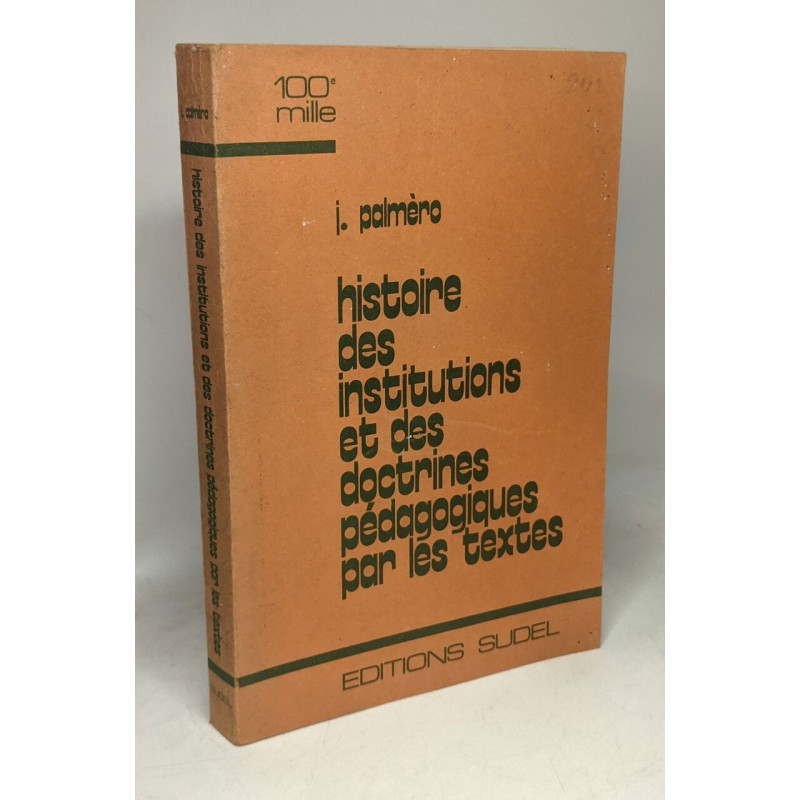 100e
mille
j. palmèro
histoire
des
institutions
et des
doctrines
pédagogiques
par les textes
EDITIONS SUDEL
j. palmèro
histoire des institutions et des doctrines pédagogiques par les textes
SUDEL